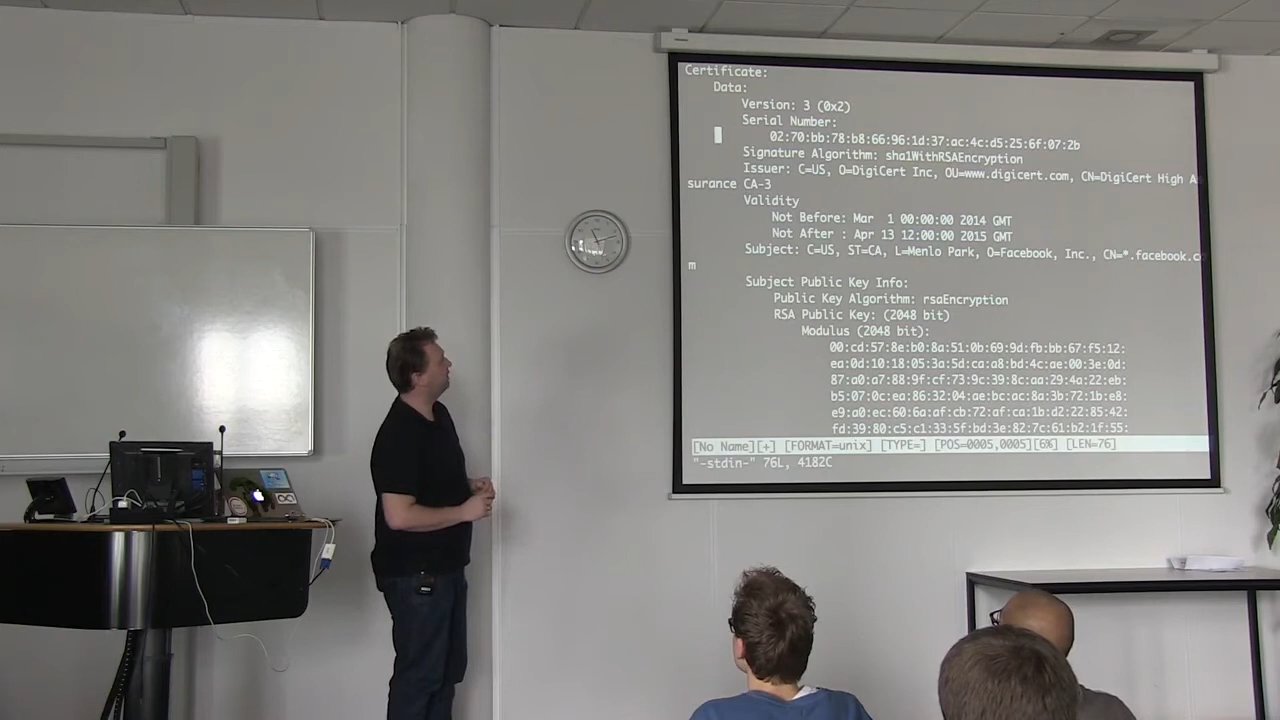 Certificate:
Data:
Version: 3 (0x2)
Serial Number:
02:70:bb:78:b8:66:96:1d:37:ac:4c:d5:25:6f:07:2b
Signature Algorithm: sha1WithRSAEncryption
Issuer: C=US, O=DigiCert Inc, OU=www.digicert.com, CN=DigiCert High As
surance CA-3
Validity
Not Before: Mar  1 00:00:00 2014 GMT
Not After : Apr 13 12:00:00 2015 GMT
Subject: C=US, ST=CA, L=Menlo Park, O=Facebook, Inc., CN=*.facebook.co
m
Subject Public Key Info:
Public Key Algorithm: rsaEncryption
RSA Public Key: (2048 bit)
Modulus (2048 bit):
00:cd:57:8e:b0:8a:51:0b:69:9d:fb:bb:67:f5:12:
ea:0d:10:18:05:3a:5d:ca:a8:bd:4c:ae:00:3e:0d:
87:a0:a7:88:9f:cf:73:9c:39:8c:aa:29:4a:22:eb:
b5:07:0c:ea:86:32:04:ae:bc:ac:8a:3b:72:1b:e8:
e9:a0:ec:60:6a:af:cb:72:af:ca:1b:d2:22:85:42:
fd:39:80:c5:c1:33:5f:bd:3e:82:7c:61:b2:1f:55:
[No Name][+] [FORMAT=unix] [TYPE=] [POS=0005,0005][6%] [LEN=76]
"-stdin-" 76L, 4182C